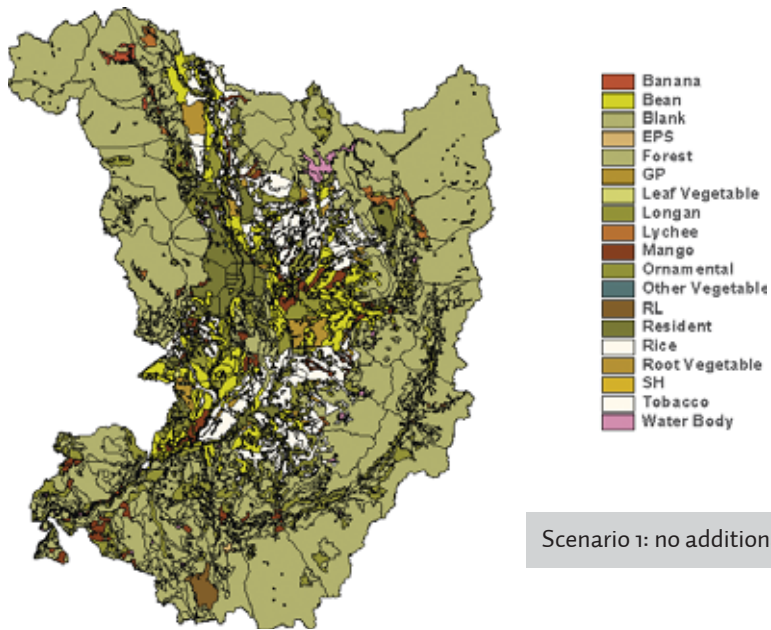 Banana
Bean
Blank
EPS
Forest
GP
Leaf Vegetable
Longan
Lychee
Mango
Ornamental
Other Vegetable
RL
Resident
Rice
Root Vegetable
SH
Tobacco
Water Body
Scenario 1: no addition